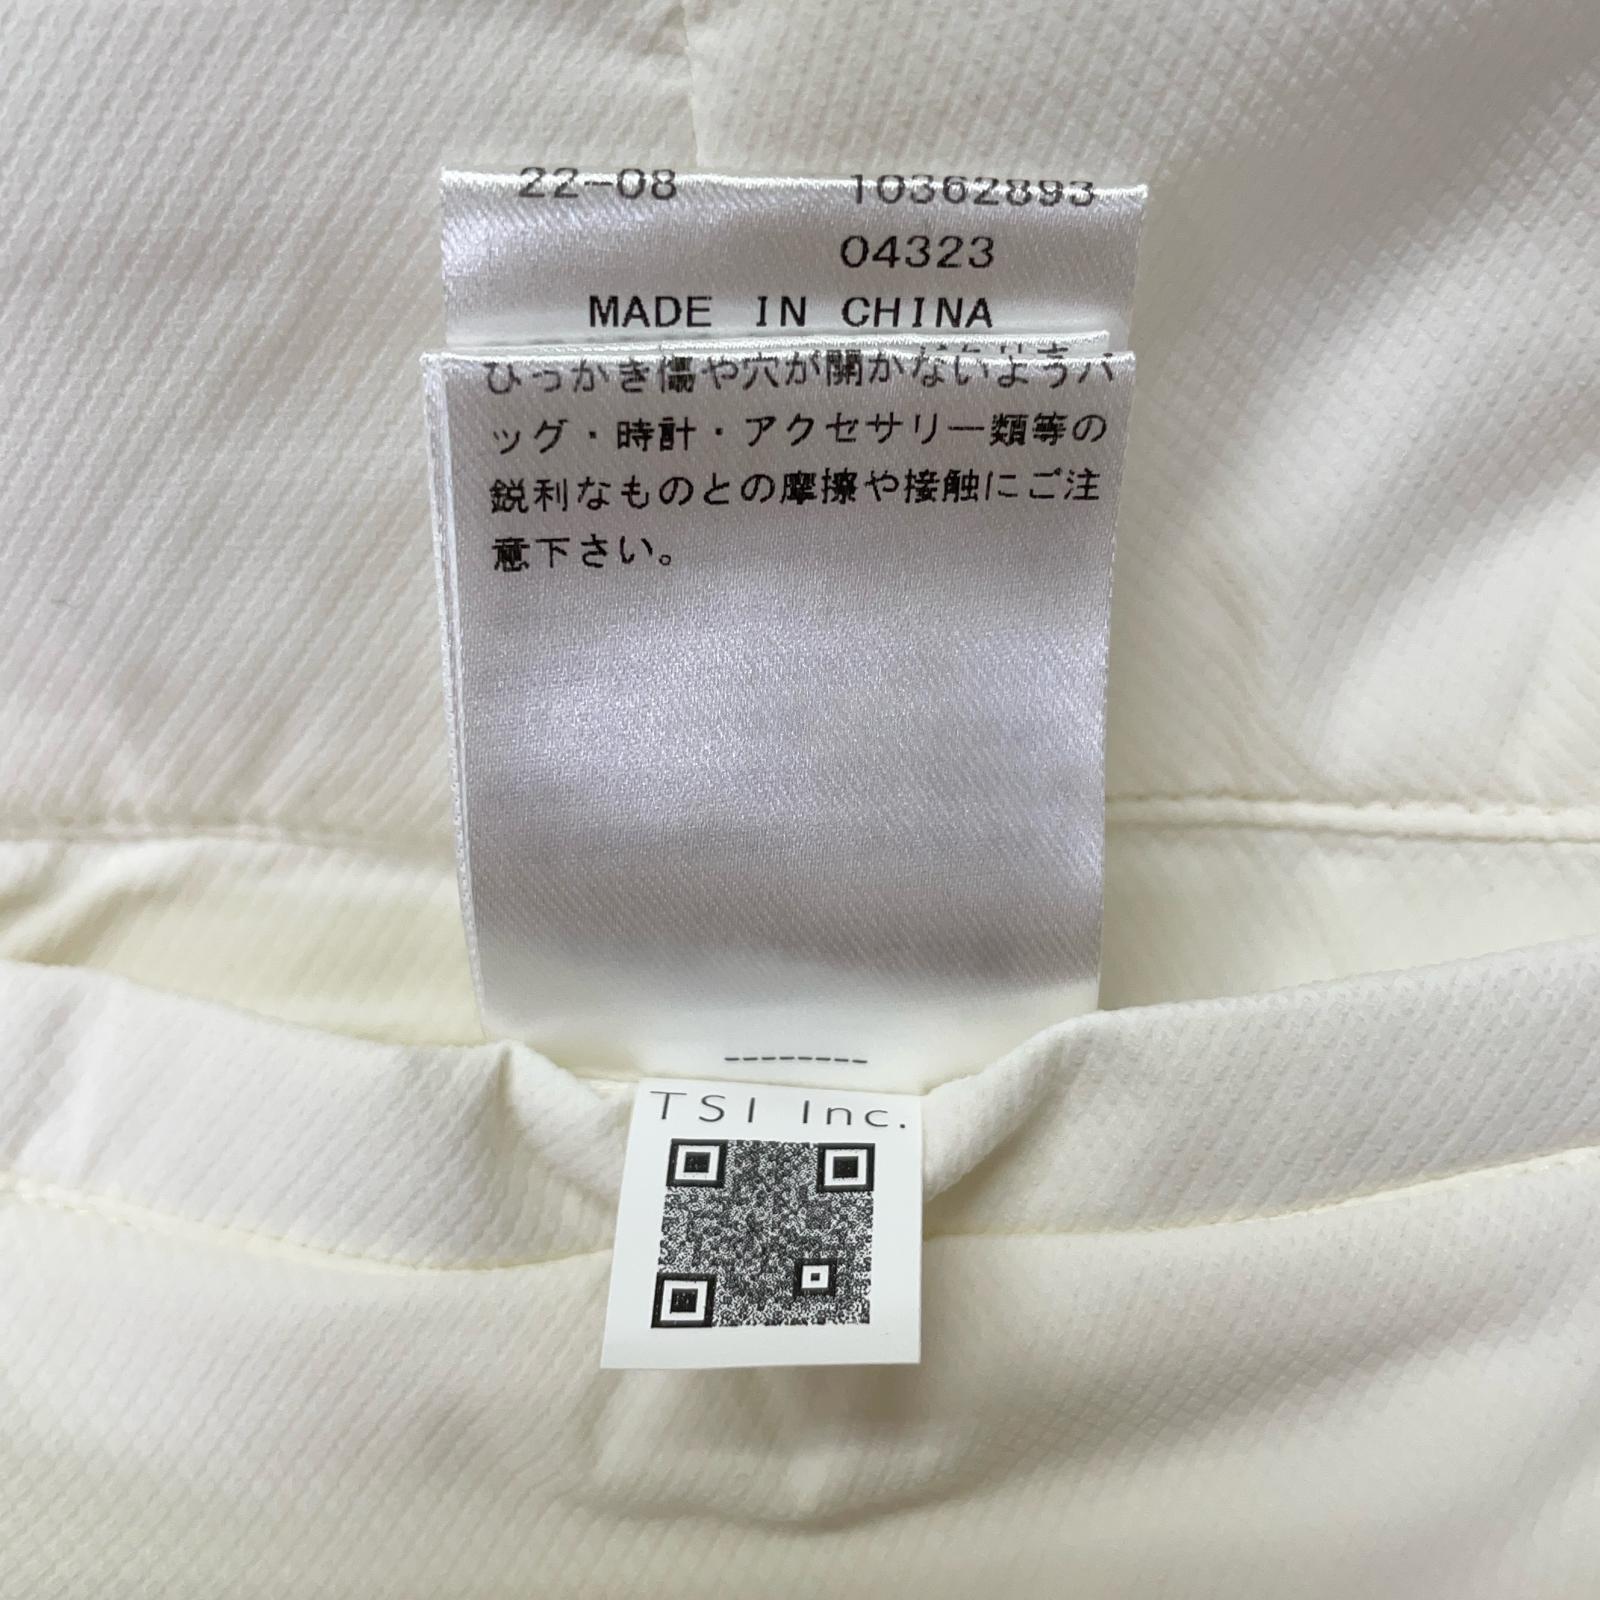 22-08 10362893
04323
MADE IN CHINA
ひっかき傷や穴が開かないようバ
ッグ・時計・アクセサリー類等の
鋭利なものとの摩擦や接触にご注
意下さい。
--------
TSI Inc.